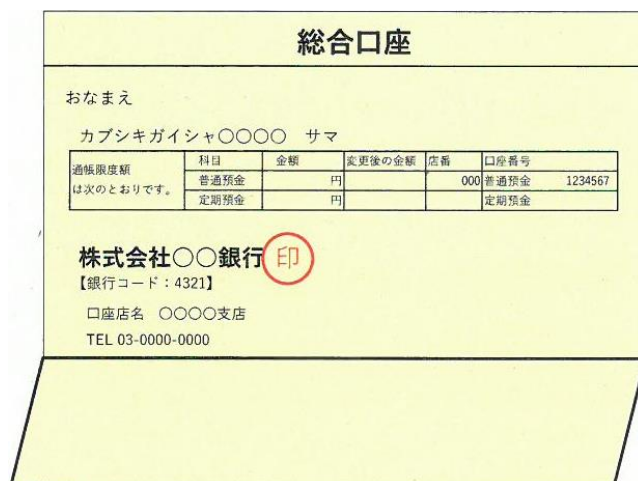 総合口座
おなまえ
カブシキガイシャ○○○○ サマ
通帳限度額
は次のとおりです。
科目 金額 変更後の金額 店番 口座番号
普通預金 円 000 普通預金 1234567
定期預金 円 定期預金
株式会社○○銀行 印
【銀行コード：4321】
口座店名 ○○○○支店
TEL 03-0000-0000